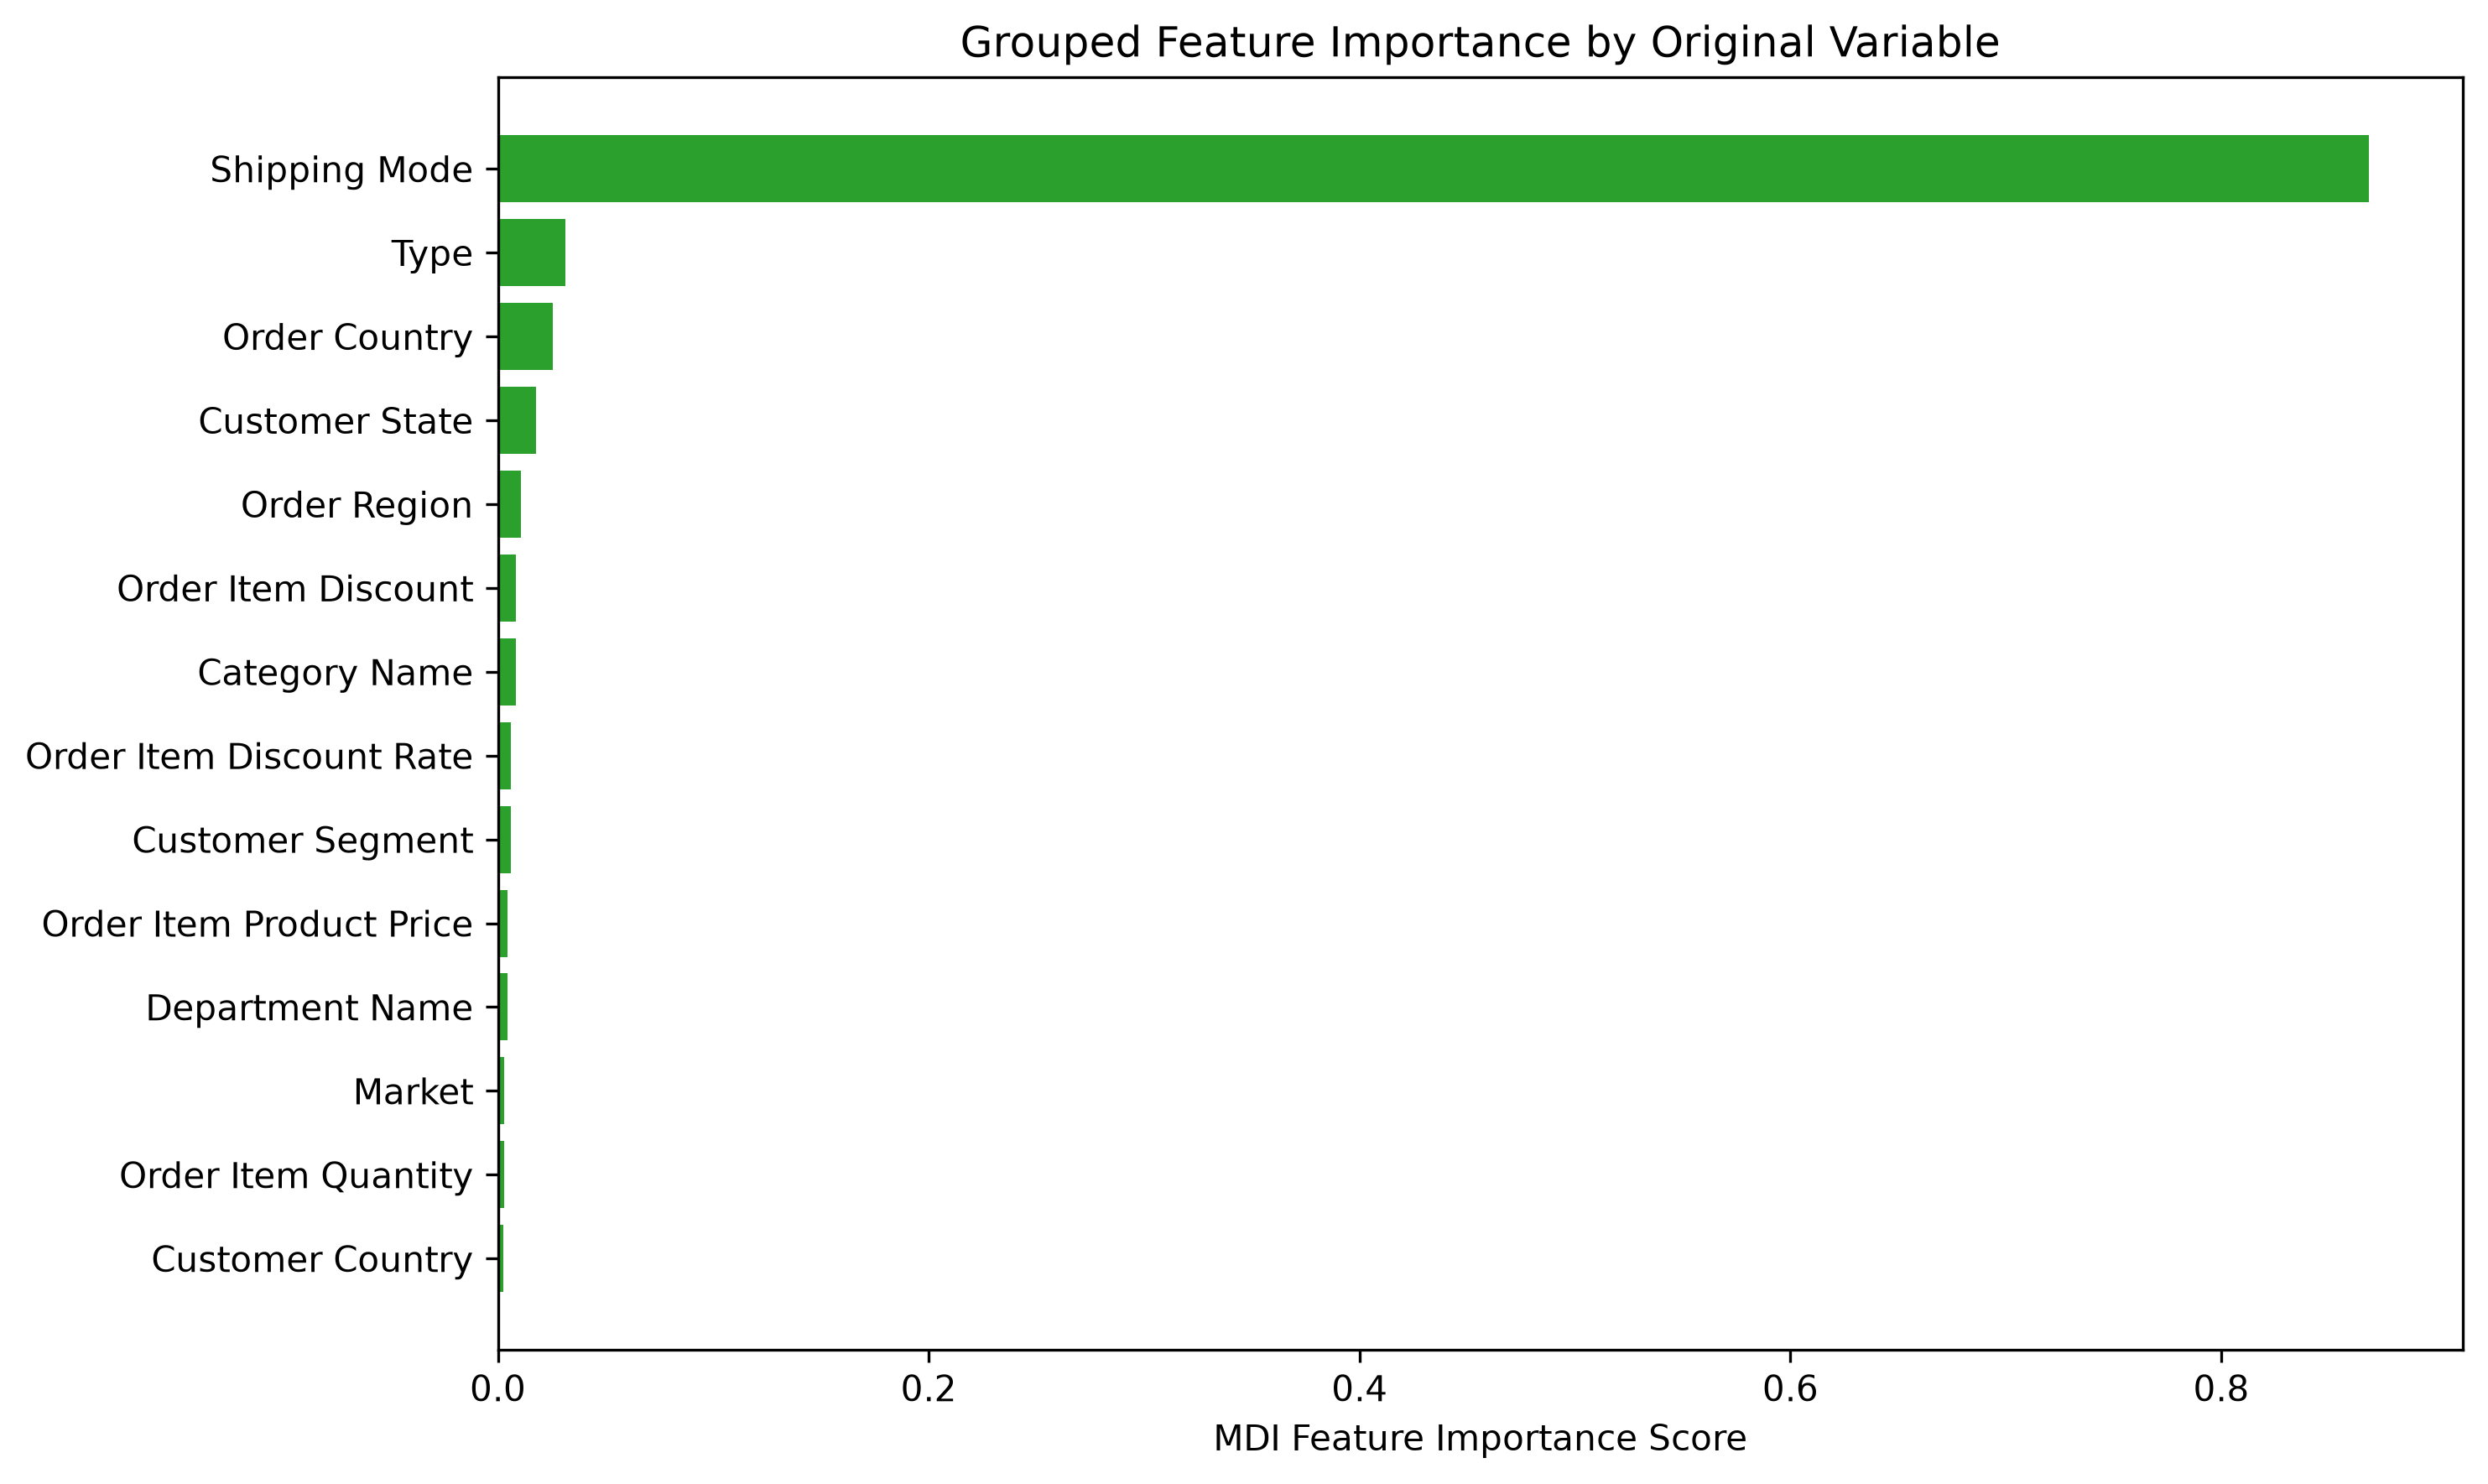 Grouped Feature Importance by Original Variable
Shipping Mode
Type
Order Country
Customer State
Order Region
Order Item Discount
Category Name
Order Item Discount Rate
Customer Segment
Order Item Product Price
Department Name
Market
Order Item Quantity
Customer Country
0.0 0.2 0.4 0.6 0.8
MDI Feature Importance Score